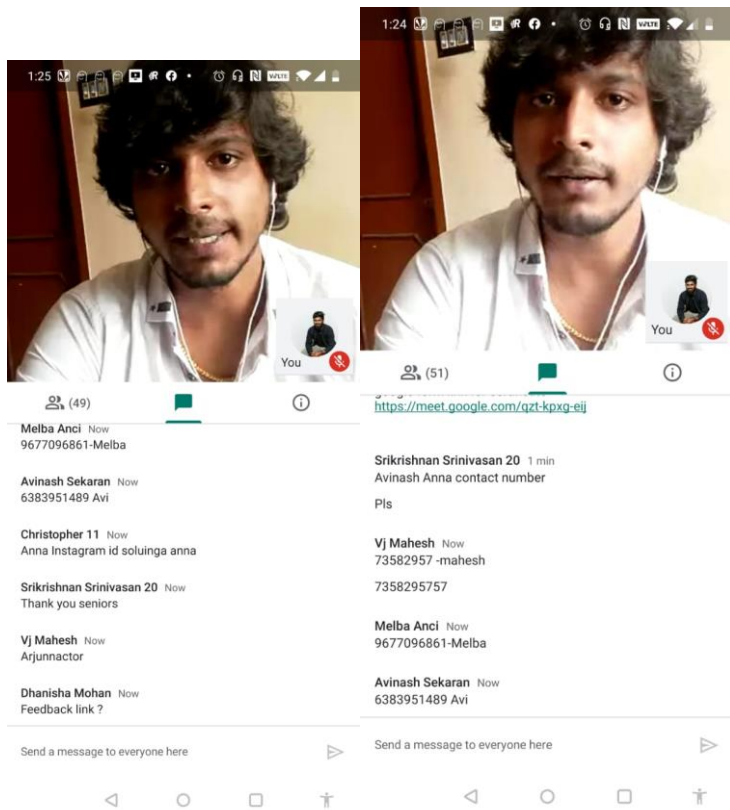 1:25
VoLTE
You
(49)
Melba Anci Now
9677096861-Melba
Avinash Sekaran Now
6383951489 Avi
Christopher 11 Now
Anna Instagram id soluinga anna
Srikrishnan Srinivasan 20 Now
Thank you seniors
Vj Mahesh Now
Arjunnactor
Dhanisha Mohan Now
Feedback link ?
Send a message to everyone here
1:24
VoLTE
You
(51)
https://meet.google.com/qzt-kpxg-eij
Srikrishnan Srinivasan 20 1 min
Avinash Anna contact number
Pls
Vj Mahesh Now
73582957 -mahesh
7358295757
Melba Anci Now
9677096861-Melba
Avinash Sekaran Now
6383951489 Avi
Send a message to everyone here